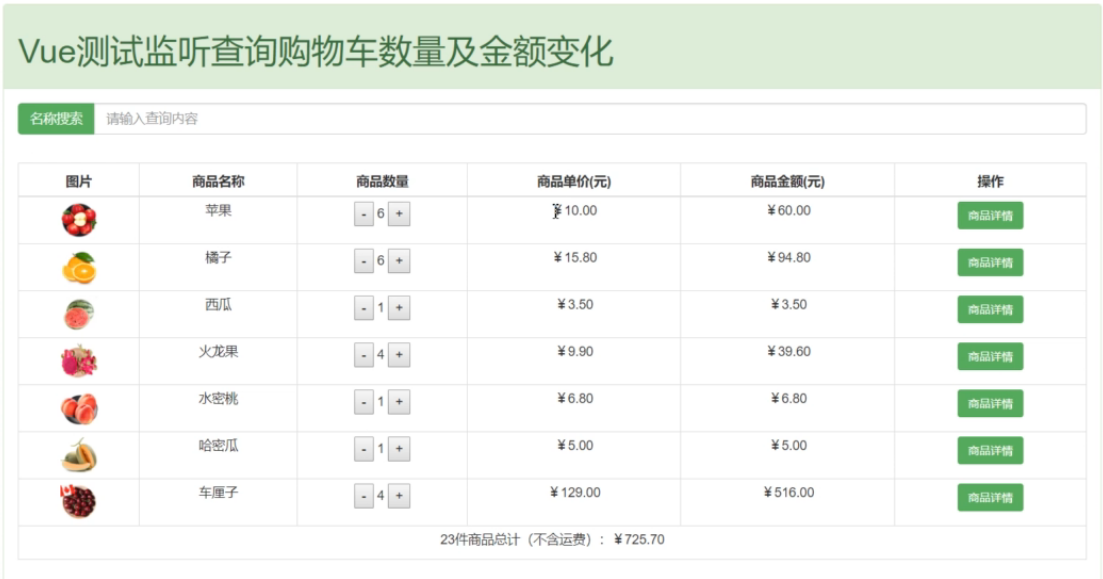 Vue测试监听查询购物车数量及金额变化
名称搜索 请输入查询内容
图片 商品名称 商品数量 商品单价(元) 商品金额(元) 操作
苹果 - 6 + ¥10.00 ¥60.00 商品详情
橘子 - 6 + ¥15.80 ¥94.80 商品详情
西瓜 - 1 + ¥3.50 ¥3.50 商品详情
火龙果 - 4 + ¥9.90 ¥39.60 商品详情
水密桃 - 1 + ¥6.80 ¥6.80 商品详情
哈密瓜 - 1 + ¥5.00 ¥5.00 商品详情
车厘子 - 4 + ¥129.00 ¥516.00 商品详情
23件商品总计（不含运费）：¥725.70